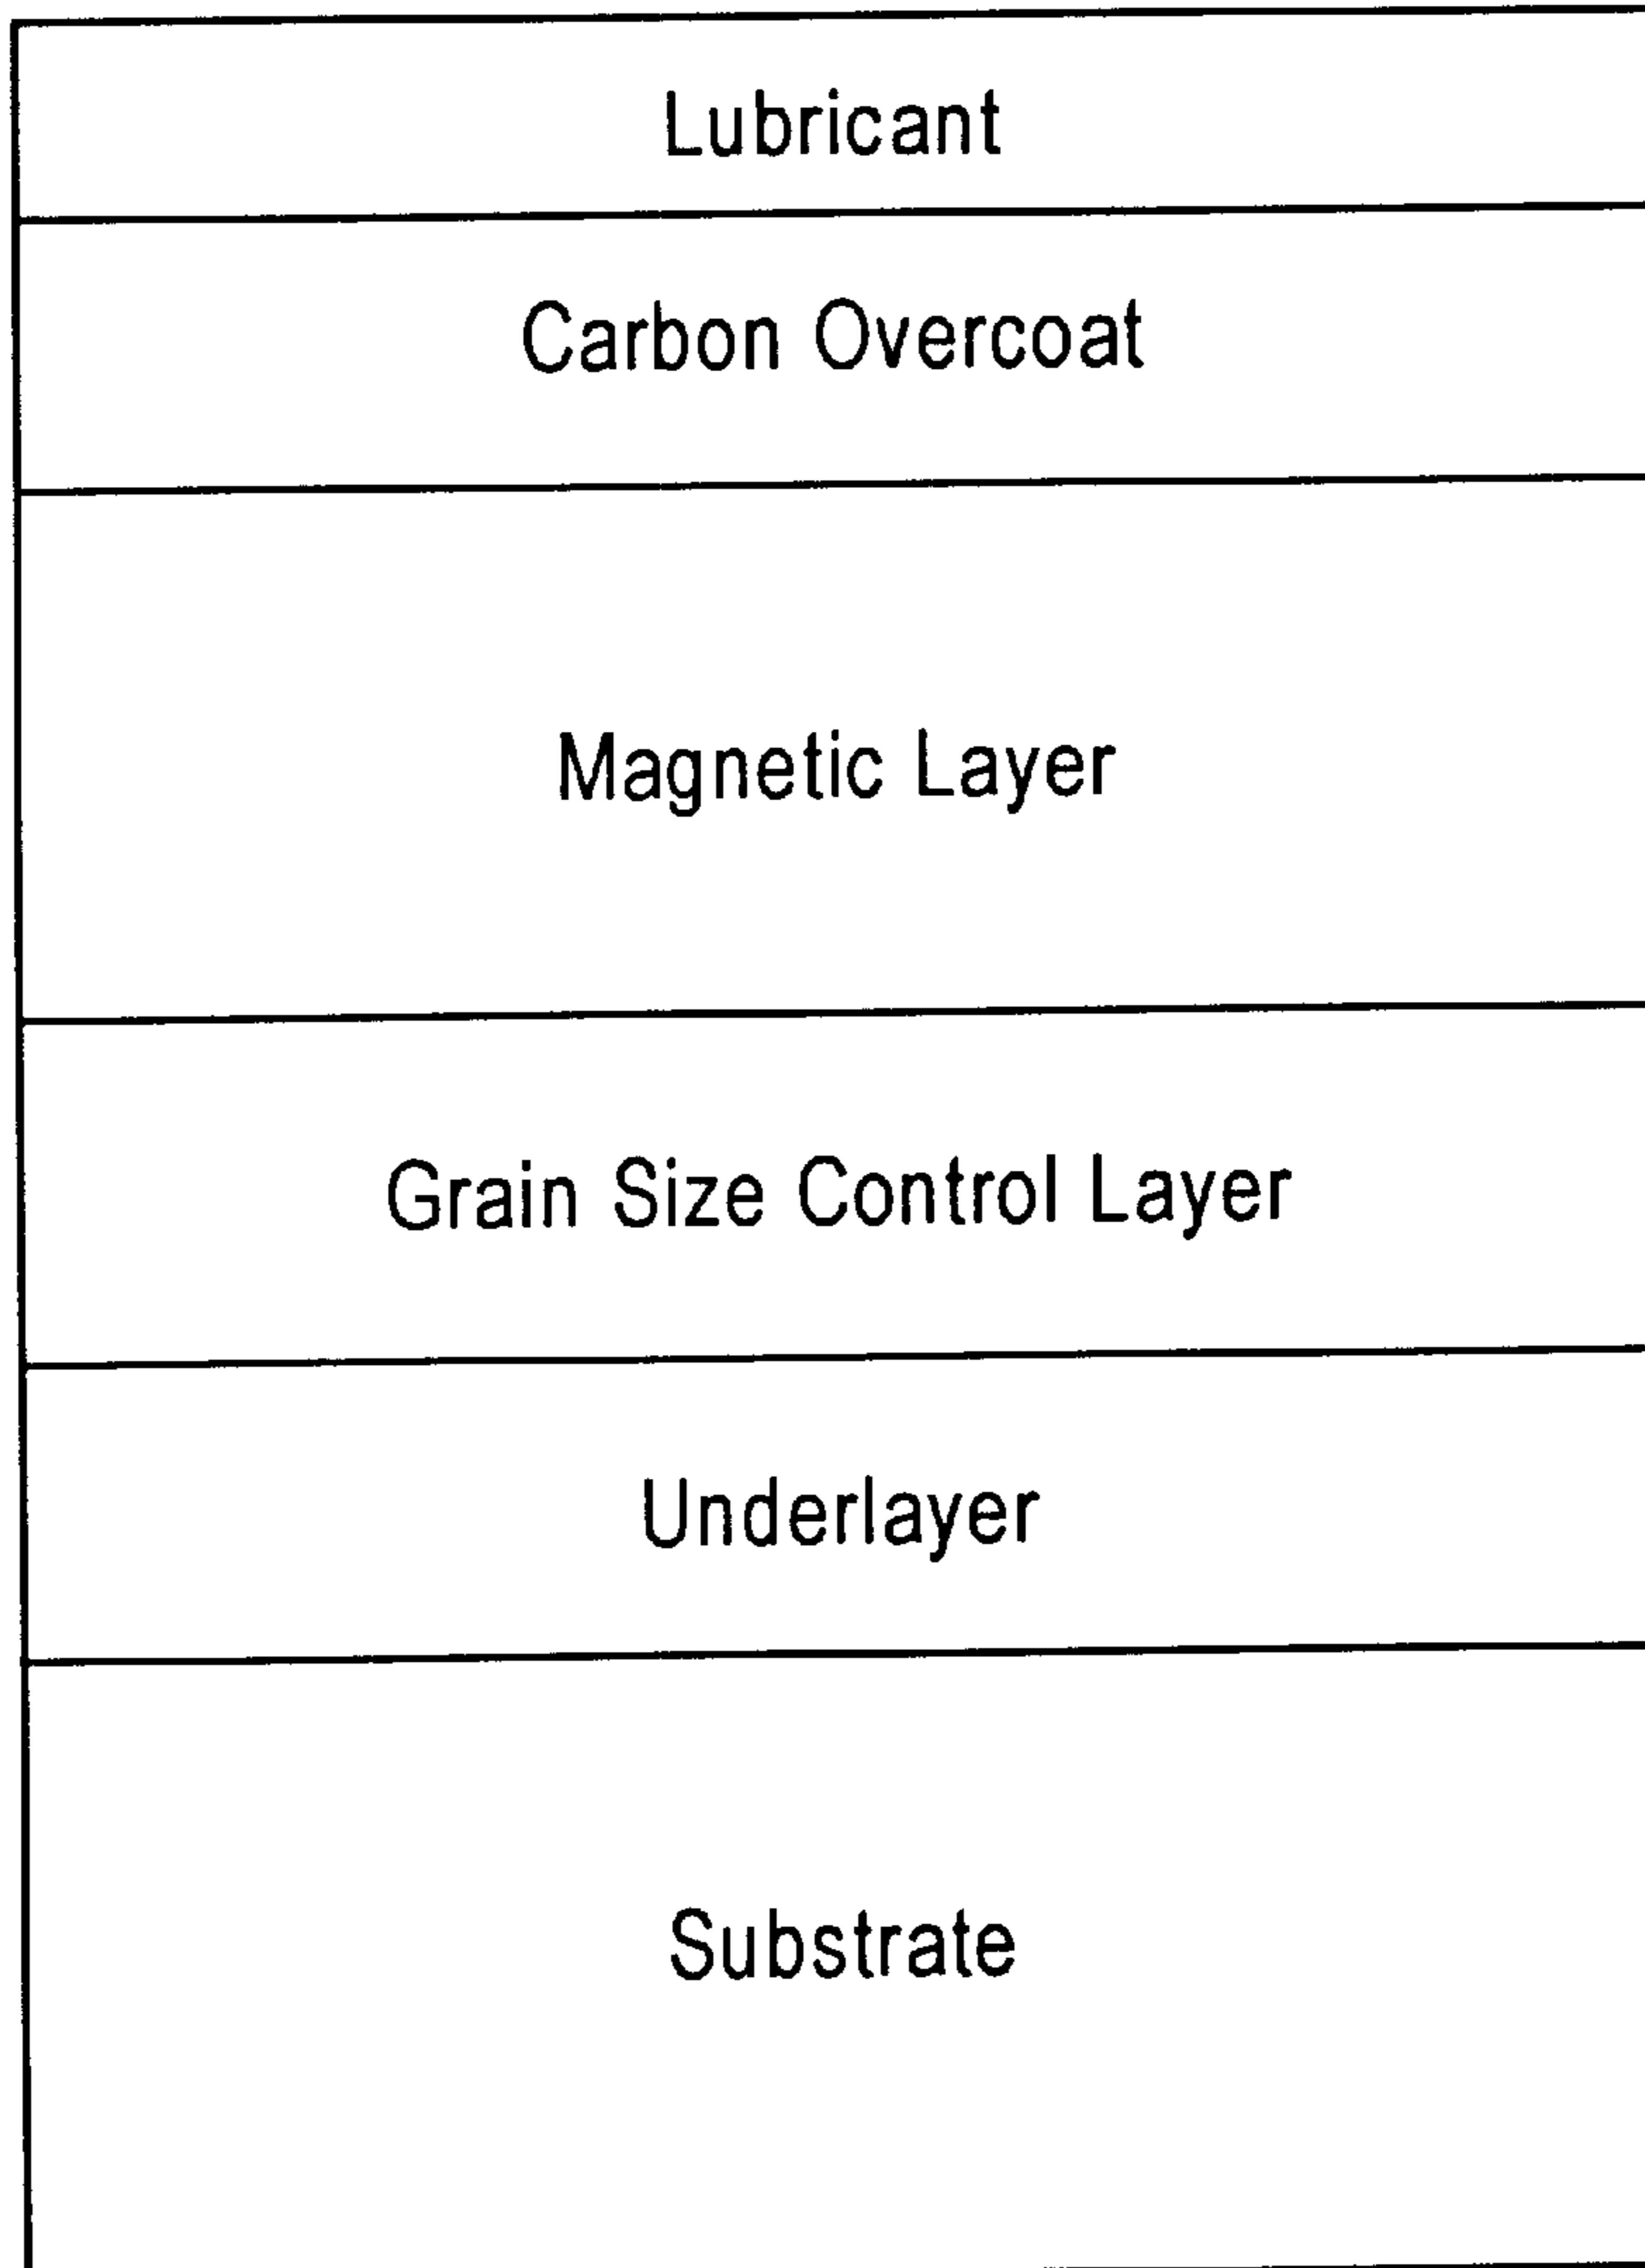 Lubricant
Carbon Overcoat
Magnetic Layer
Grain Size Control Layer
Underlayer
Substrate